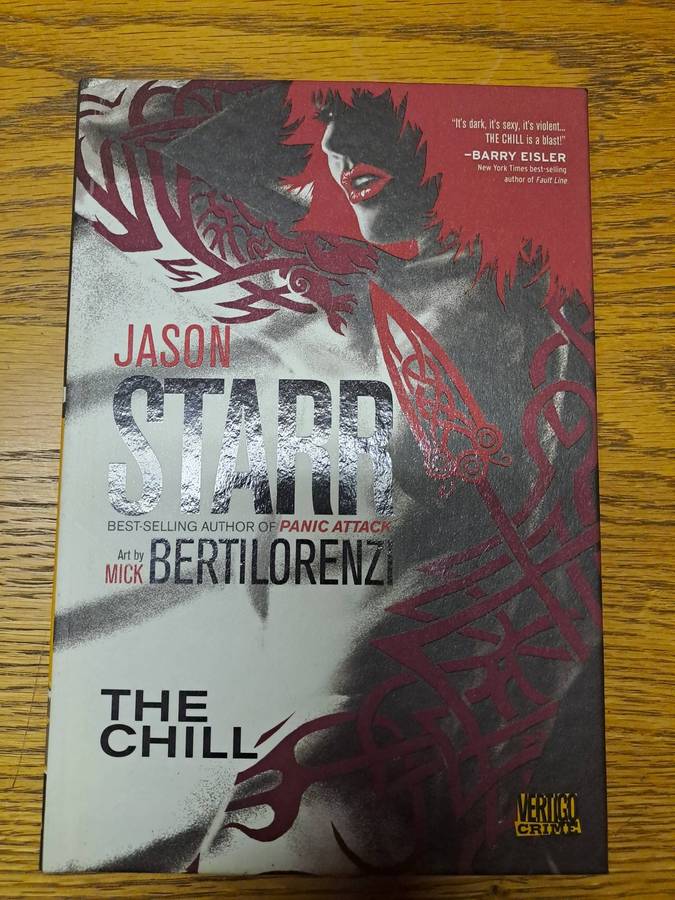 "It's dark, it's sexy, it's violent...
THE CHILL is a blast!"
–BARRY EISLER
New York Times best-selling
author of Fault Line
JASON
STARR
BEST-SELLING AUTHOR OF PANIC ATTACK
Art by
MICK BERTILORENZI
THE
CHILL
VERTIGO
CRIME